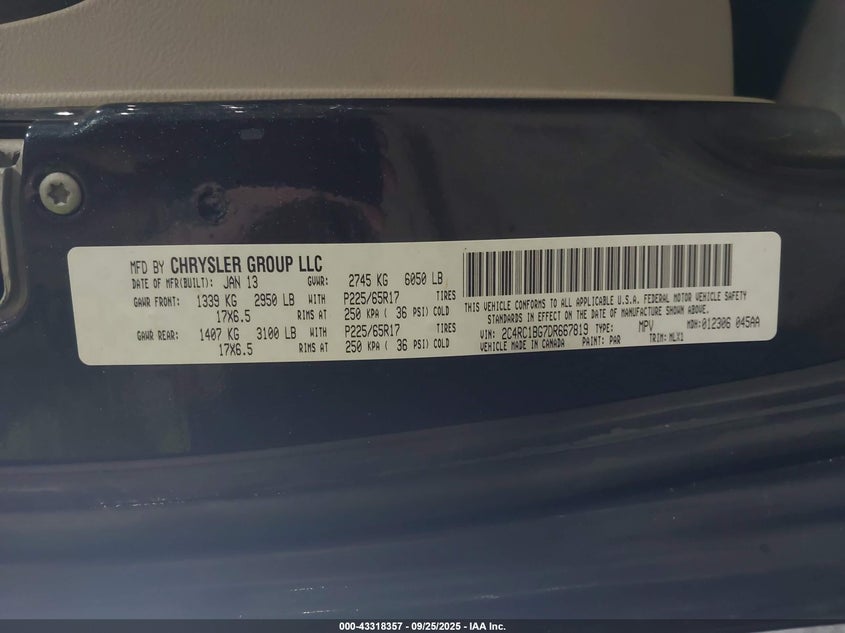 MFD BY CHRYSLER GROUP LLC
DATE OF MFR(BUILT): JAN 13 GVWR: 2745 KG 6050 LB
GAWR FRONT: 1339 KG 2950 LB WITH P225/65R17 TIRES
17X6.5 RIMS AT 250 KPA ( 36 PSI) COLD
GAWR REAR: 1407 KG 3100 LB WITH P225/65R17 TIRES
17X6.5 RIMS AT 250 KPA ( 36 PSI) COLD
THIS VEHICLE CONFORMS TO ALL APPLICABLE U.S.A. FEDERAL MOTOR VEHICLE SAFETY
STANDARDS IN EFFECT ON THE DATE OF MANUFACTURE SHOWN ABOVE.
VIN: 2C4RC1BG7DR667819 TYPE: MPV MDH:012306 045AA
VEHICLE MADE IN CANADA PAINT: PAR TRIM: MLX1
000-43318357 - 09/25/2025 - IAA Inc.